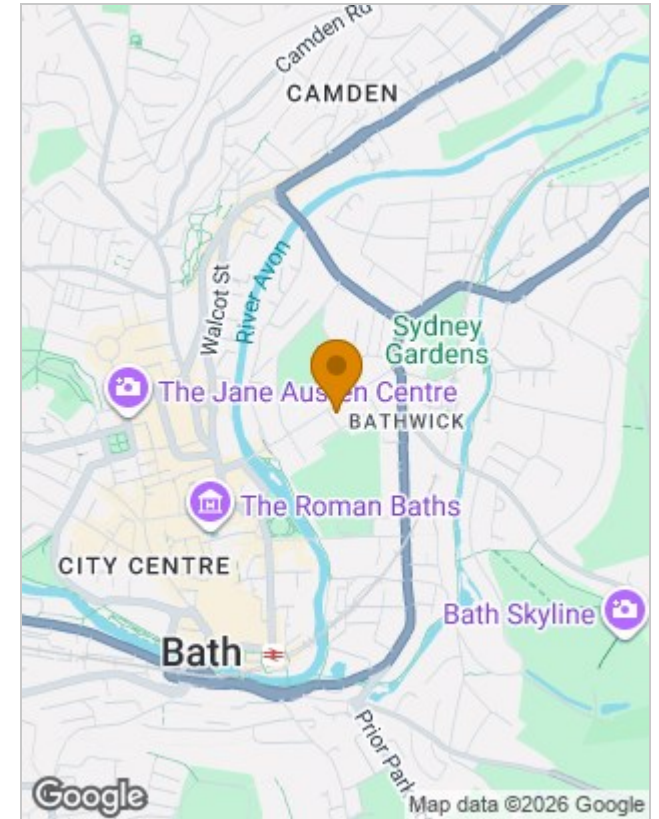 Camden Rd
CAMDEN
Walcot St
River Avon
Sydney
Gardens
The Jane Austen Centre
BATHWICK
The Roman Baths
CITY CENTRE
Bath Skyline
Bath
Prior Park
Google
Map data ©2026 Google